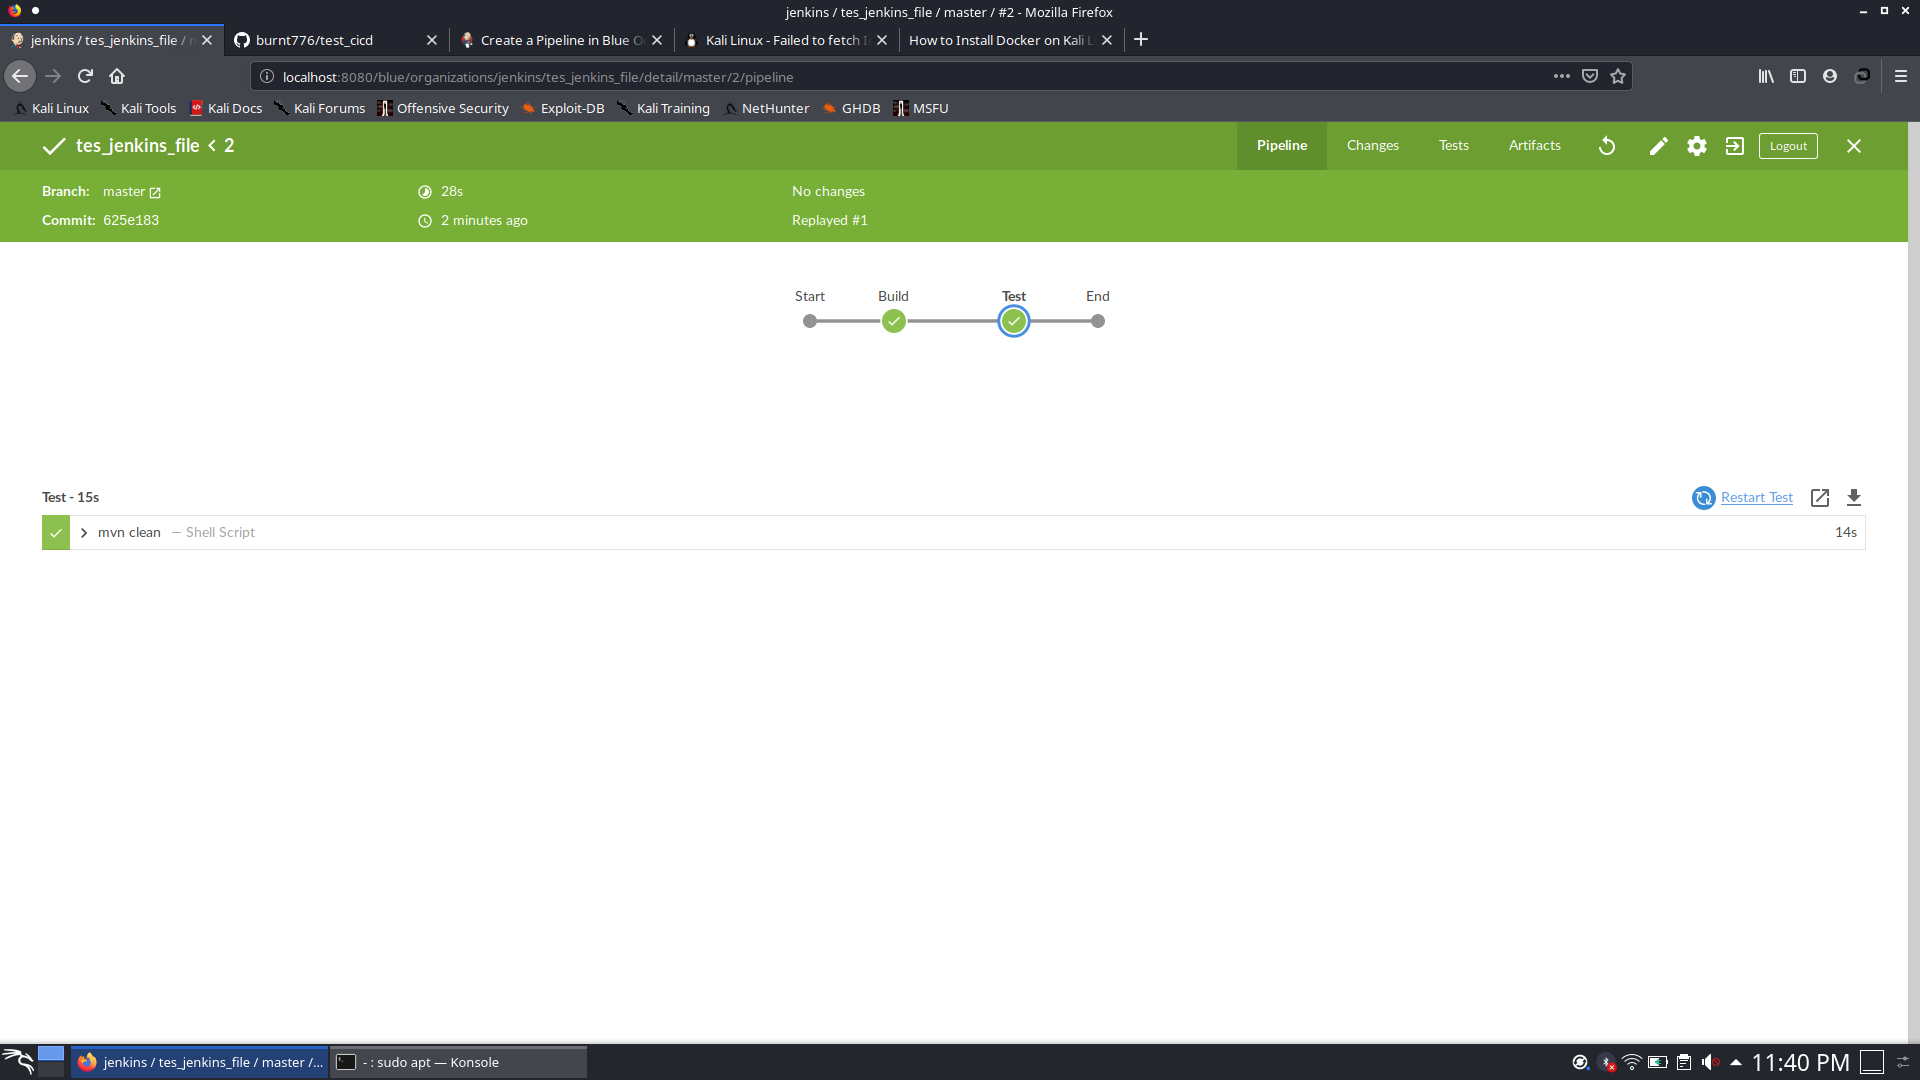 jenkins / tes_jenkins_file / master / #2 - Mozilla Firefox
jenkins / tes_jenkins_file /
burnt776/test_cicd
Create a Pipeline in Blue O
Kali Linux - Failed to fetch
How to Install Docker on Kali
localhost:8080/blue/organizations/jenkins/tes_jenkins_file/detail/master/2/pipeline
Kali Linux
Kali Tools
Kali Docs
Kali Forums
Offensive Security
Exploit-DB
Kali Training
NetHunter
GHDB
MSFU
tes_jenkins_file < 2
Pipeline
Changes
Tests
Artifacts
Logout
Branch: master
28s
No changes
Commit: 625e183
2 minutes ago
Replayed #1
Start
Build
Test
End
Test - 15s
Restart Test
mvn clean — Shell Script
14s
jenkins / tes_jenkins_file / master /...
- : sudo apt — Konsole
11:40 PM